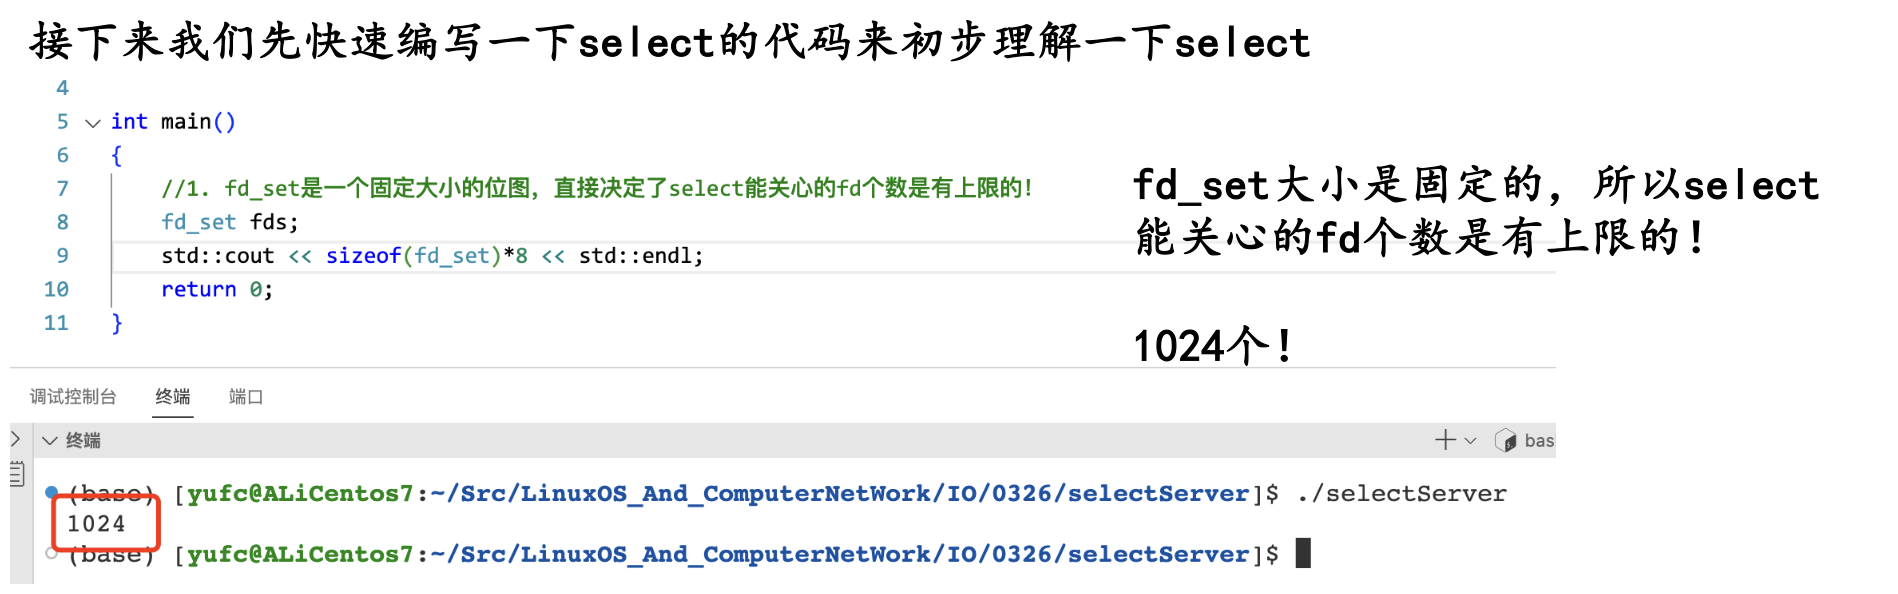 接下来我们先快速编写一下select的代码来初步理解一下select
4
5 int main()
6 {
7 //1. fd_set是一个固定大小的位图，直接决定了select能关心的fd个数是有上限的！
8 fd_set fds;
9 std::cout << sizeof(fd_set)*8 << std::endl;
10 return 0;
11 }
fd_set大小是固定的，所以select
能关心的fd个数是有上限的！
1024个！
调试控制台 终端 端口
终端 bas
(base) [yufc@ALiCentos7:~/Src/LinuxOS_And_ComputerNetWork/IO/0326/selectServer]$ ./selectServer
1024
(base) [yufc@ALiCentos7:~/Src/LinuxOS_And_ComputerNetWork/IO/0326/selectServer]$